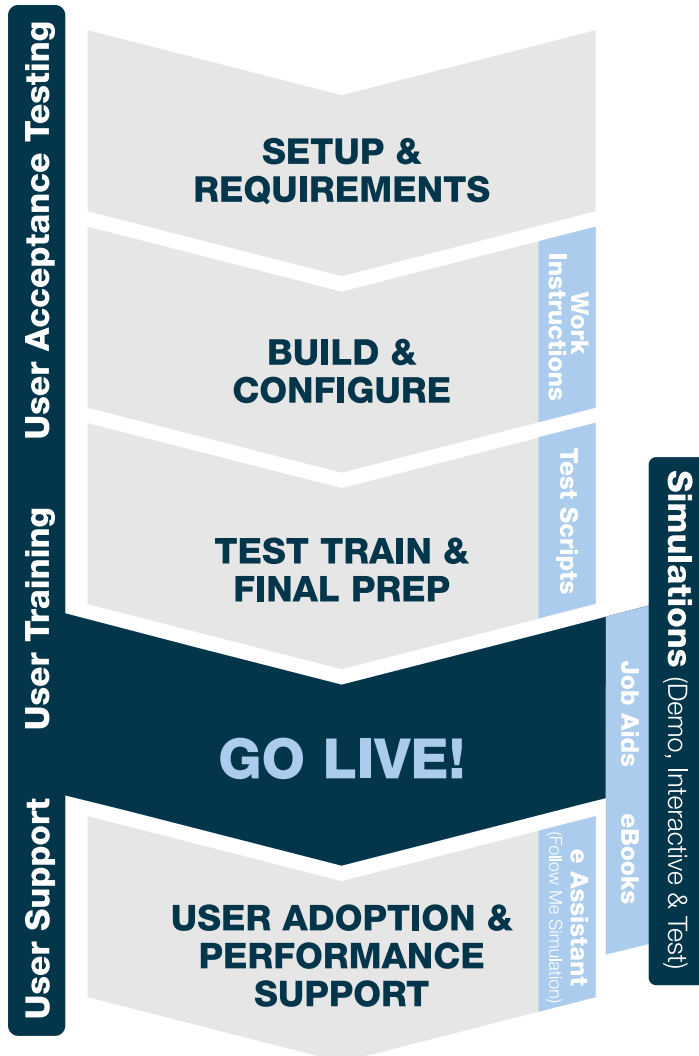 User Acceptance Testing
User Training
User Support
SETUP &
REQUIREMENTS
Work
Instructions
BUILD &
CONFIGURE
Test Scripts
TEST TRAIN &
FINAL PREP
GO LIVE!
Job Aids
eBooks
e Assistant
(Follow Me Simulation)
USER ADOPTION &
PERFORMANCE
SUPPORT
Simulations (Demo, Interactive & Test)